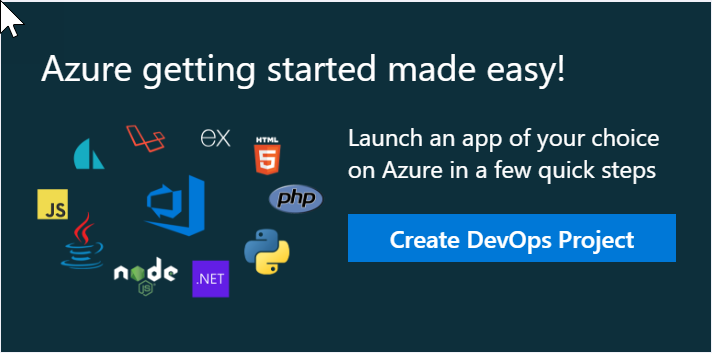 Azure getting started made easy!
Launch an app of your choice
on Azure in a few quick steps
Create DevOps Project
ex
HTML
5
JS
php
node
JS
.NET